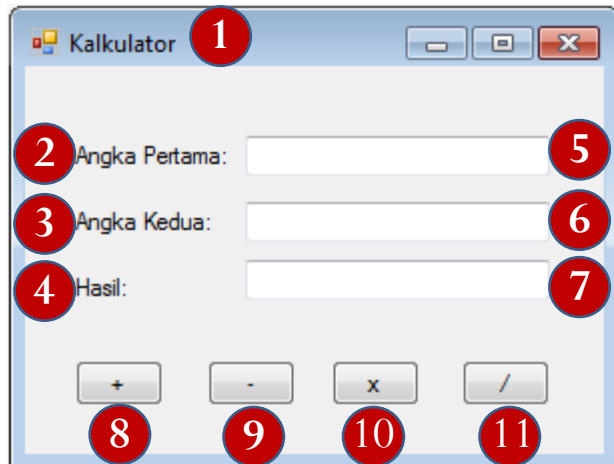 Kalkulator 1
2 Angka Pertama: 5
3 Angka Kedua: 6
4 Hasil: 7
+ - x /
8 9 10 11